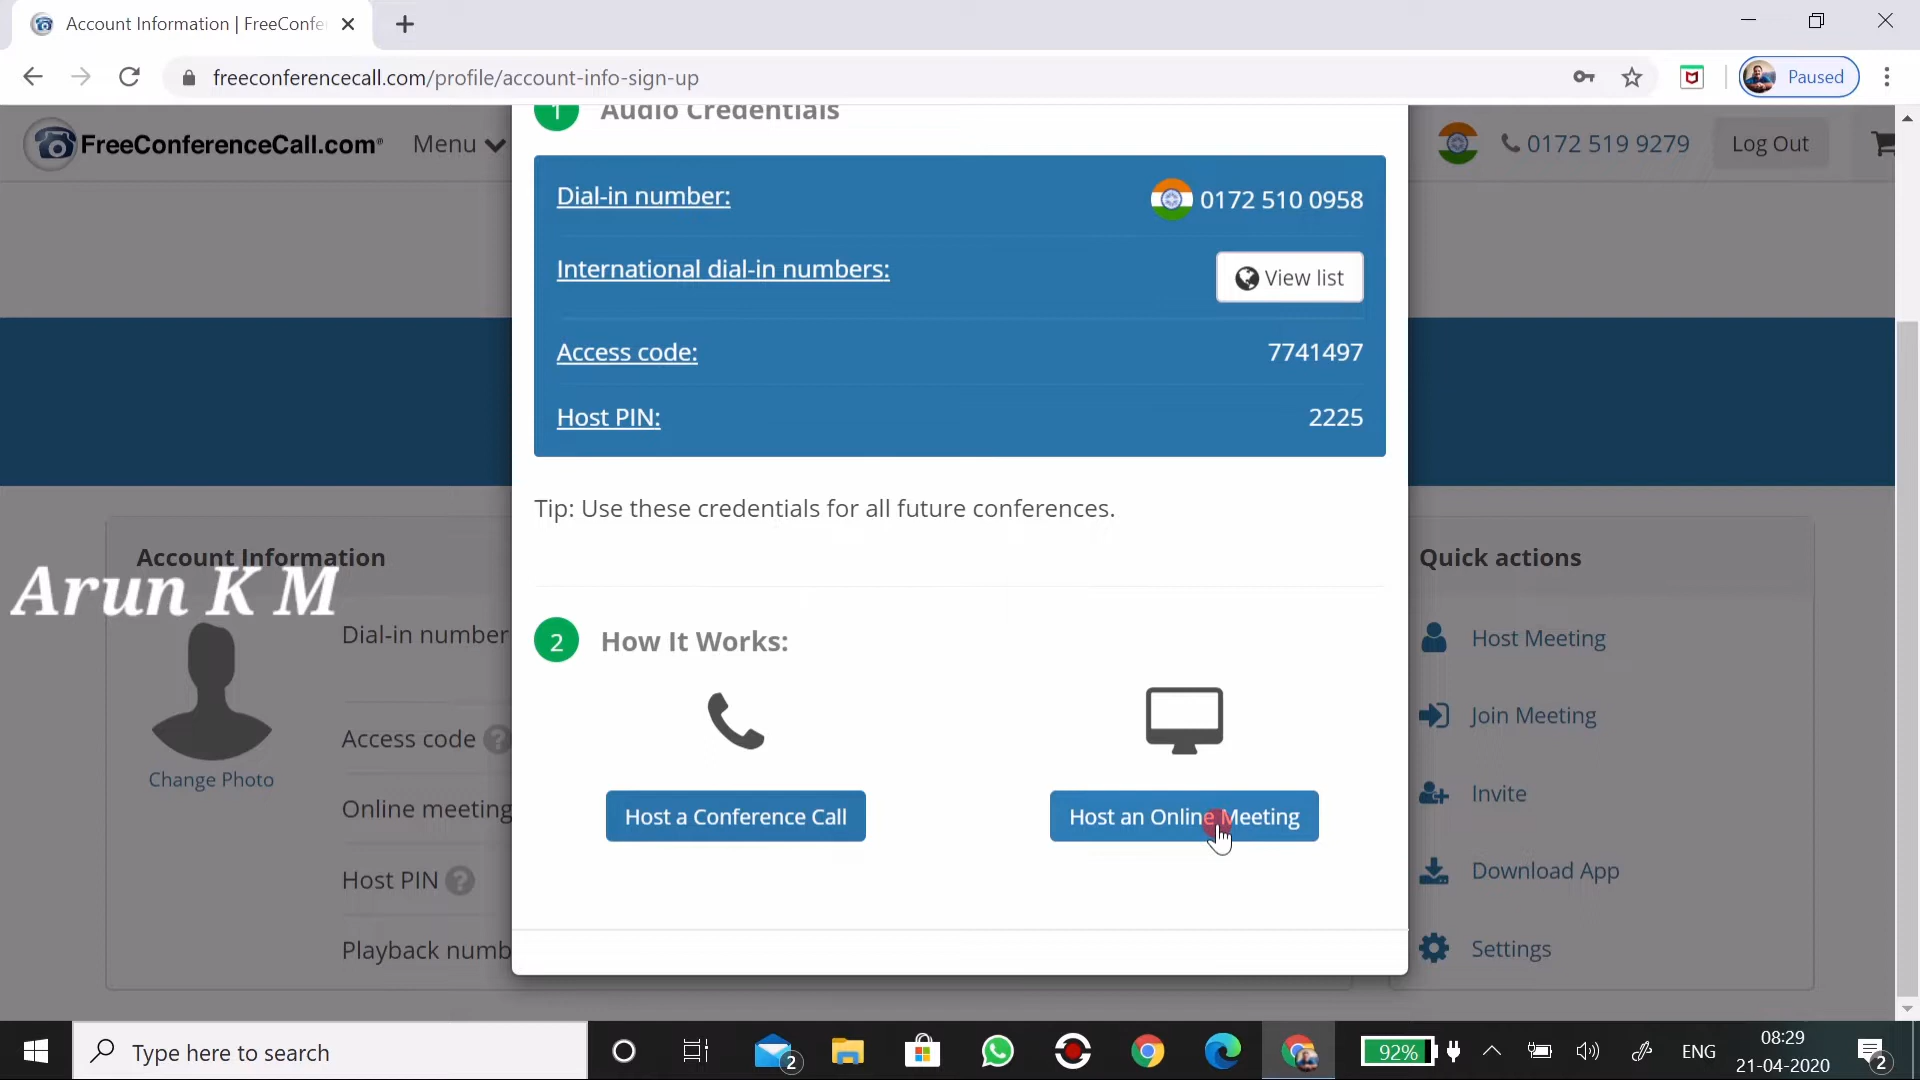 Account Information | FreeConfe
freeconferencecall.com/profile/account-info-sign-up
Paused
FreeConferenceCall.com®
Menu
0172 519 9279
Log Out
1 Audio Credentials
Dial-in number: 0172 510 0958
International dial-in numbers: View list
Access code: 7741497
Host PIN: 2225
Tip: Use these credentials for all future conferences.
2 How It Works:
Host a Conference Call
Host an Online Meeting
Account Information
Arun K M
Change Photo
Dial-in number
Access code ?
Online meeting
Host PIN ?
Playback numb
Quick actions
Host Meeting
Join Meeting
Invite
Download App
Settings
Type here to search
2
92%
ENG
08:29
21-04-2020
2